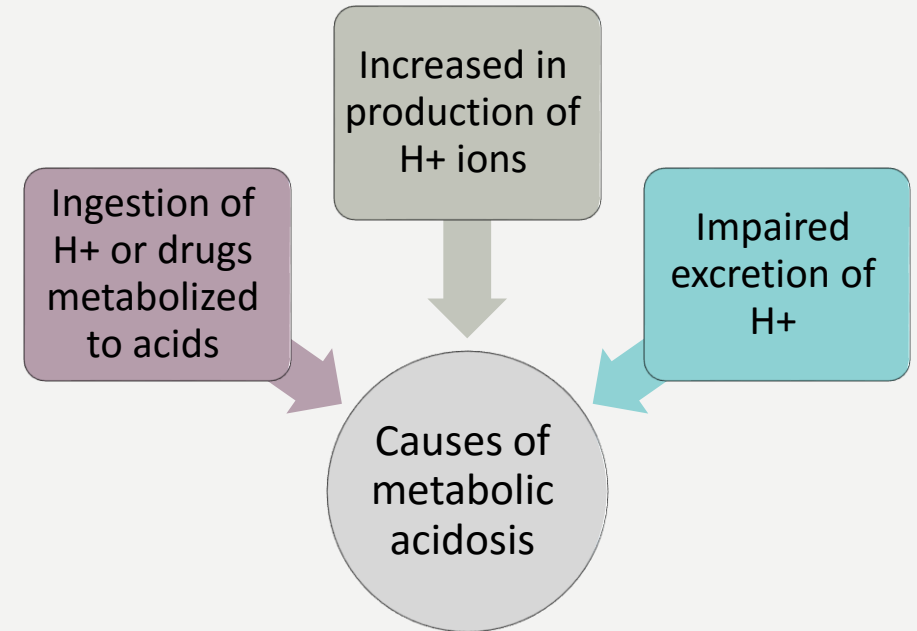 Increased in
production of
H+ ions
Ingestion of
H+ or drugs
metabolized
to acids
Impaired
excretion of
H+
Causes of
metabolic
acidosis